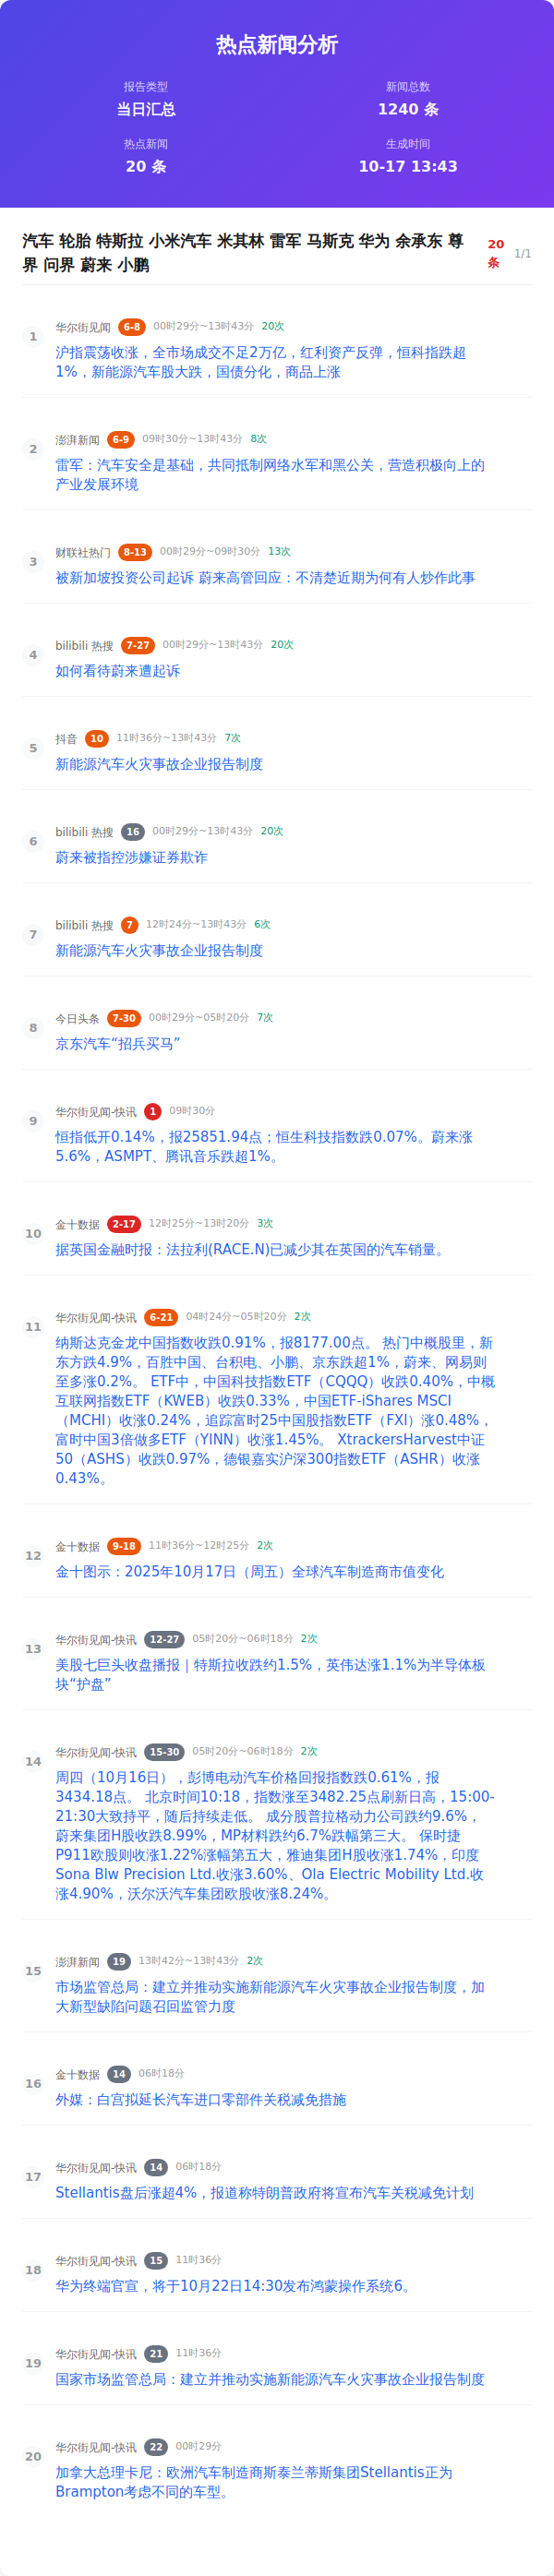 热点新闻分析
报告类型
当日汇总
新闻总数
1240 条
热点新闻
20 条
生成时间
10-17 13:43
汽车 轮胎 特斯拉 小米汽车 米其林 雷军 马斯克 华为 余承东 尊
界 问界 蔚来 小鹏
20
条
1/1
1
华尔街见闻 6-8 00时29分~13时43分 20次
沪指震荡收涨，全市场成交不足2万亿，红利资产反弹，恒科指跌超
1%，新能源汽车股大跌，国债分化，商品上涨
2
澎湃新闻 6-9 09时30分~13时43分 8次
雷军：汽车安全是基础，共同抵制网络水军和黑公关，营造积极向上的
产业发展环境
3
财联社热门 8-13 00时29分~09时30分 13次
被新加坡投资公司起诉 蔚来高管回应：不清楚近期为何有人炒作此事
4
bilibili 热搜 7-27 00时29分~13时43分 20次
如何看待蔚来遭起诉
5
抖音 10 11时36分~13时43分 7次
新能源汽车火灾事故企业报告制度
6
bilibili 热搜 16 00时29分~13时43分 20次
蔚来被指控涉嫌证券欺诈
7
bilibili 热搜 7 12时24分~13时43分 6次
新能源汽车火灾事故企业报告制度
8
今日头条 7-30 00时29分~05时20分 7次
京东汽车“招兵买马”
9
华尔街见闻-快讯 1 09时30分
恒指低开0.14%，报25851.94点；恒生科技指数跌0.07%。蔚来涨
5.6%，ASMPT、腾讯音乐跌超1%。
10
金十数据 2-17 12时25分~13时20分 3次
据英国金融时报：法拉利(RACE.N)已减少其在英国的汽车销量。
11
华尔街见闻-快讯 6-21 04时24分~05时20分 2次
纳斯达克金龙中国指数收跌0.91%，报8177.00点。 热门中概股里，新
东方跌4.9%，百胜中国、台积电、小鹏、京东跌超1%，蔚来、网易则
至多涨0.2%。 ETF中，中国科技指数ETF（CQQQ）收跌0.40%，中概
互联网指数ETF（KWEB）收跌0.33%，中国ETF-iShares MSCI
（MCHI）收涨0.24%，追踪富时25中国股指数ETF（FXI）涨0.48%，
富时中国3倍做多ETF（YINN）收涨1.45%。 XtrackersHarvest中证
50（ASHS）收跌0.97%，德银嘉实沪深300指数ETF（ASHR）收涨
0.43%。
12
金十数据 9-18 11时36分~12时25分 2次
金十图示：2025年10月17日（周五）全球汽车制造商市值变化
13
华尔街见闻-快讯 12-27 05时20分~06时18分 2次
美股七巨头收盘播报｜特斯拉收跌约1.5%，英伟达涨1.1%为半导体板
块“护盘”
14
华尔街见闻-快讯 15-30 05时20分~06时18分 2次
周四（10月16日），彭博电动汽车价格回报指数跌0.61%，报
3434.18点。 北京时间10:18，指数涨至3482.25点刷新日高，15:00-
21:30大致持平，随后持续走低。 成分股普拉格动力公司跌约9.6%，
蔚来集团H股收跌8.99%，MP材料跌约6.7%跌幅第三大。 保时捷
P911欧股则收涨1.22%涨幅第五大，雅迪集团H股收涨1.74%，印度
Sona Blw Precision Ltd.收涨3.60%、Ola Electric Mobility Ltd.收
涨4.90%，沃尔沃汽车集团欧股收涨8.24%。
15
澎湃新闻 19 13时42分~13时43分 2次
市场监管总局：建立并推动实施新能源汽车火灾事故企业报告制度，加
大新型缺陷问题召回监管力度
16
金十数据 14 06时18分
外媒：白宫拟延长汽车进口零部件关税减免措施
17
华尔街见闻-快讯 14 06时18分
Stellantis盘后涨超4%，报道称特朗普政府将宣布汽车关税减免计划
18
华尔街见闻-快讯 15 11时36分
华为终端官宣，将于10月22日14:30发布鸿蒙操作系统6。
19
华尔街见闻-快讯 21 11时36分
国家市场监管总局：建立并推动实施新能源汽车火灾事故企业报告制度
20
华尔街见闻-快讯 22 00时29分
加拿大总理卡尼：欧洲汽车制造商斯泰兰蒂斯集团Stellantis正为
Brampton考虑不同的车型。